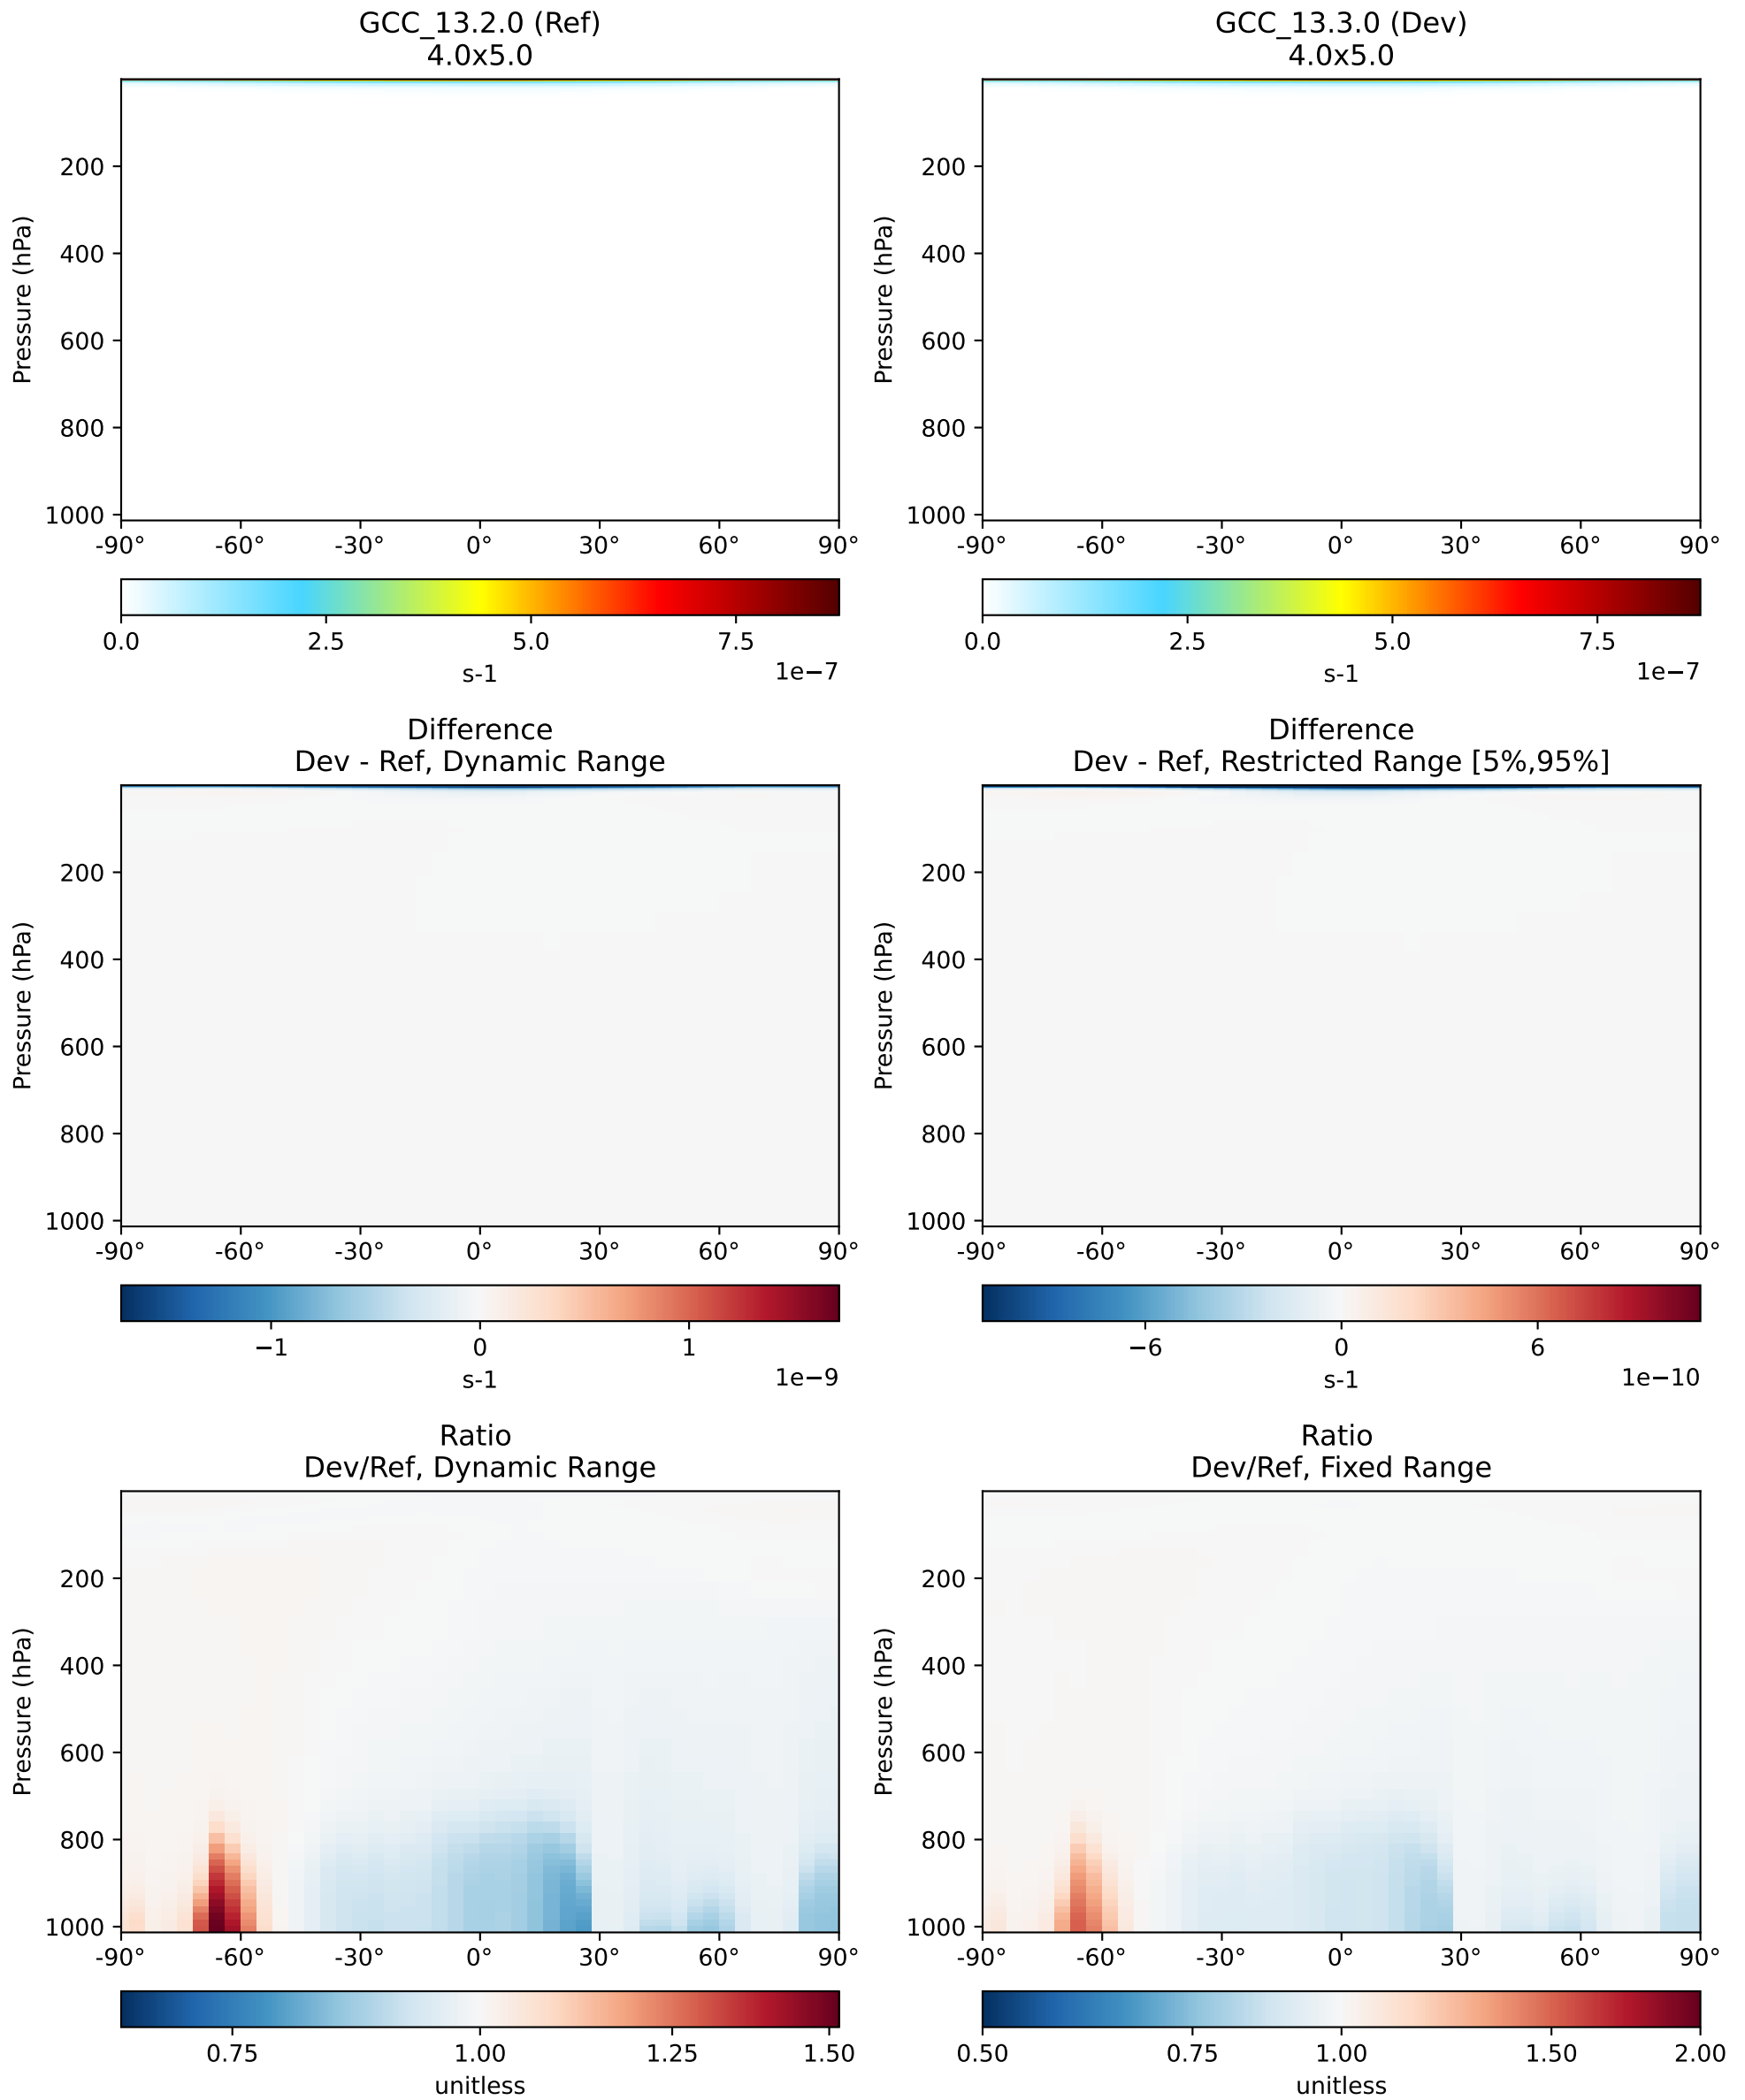 GCC_13.2.0 (Ref)
4.0x5.0
Pressure (hPa)
200
400
600
800
1000
-90° -60° -30° 0° 30° 60° 90°
0.0 2.5 5.0 7.5
s-1
1e−7
GCC_13.3.0 (Dev)
4.0x5.0
Pressure (hPa)
200
400
600
800
1000
-90° -60° -30° 0° 30° 60° 90°
0.0 2.5 5.0 7.5
s-1
1e−7
Difference
Dev - Ref, Dynamic Range
Pressure (hPa)
200
400
600
800
1000
-90° -60° -30° 0° 30° 60° 90°
−1 0 1
s-1
1e−9
Difference
Dev - Ref, Restricted Range [5%,95%]
Pressure (hPa)
200
400
600
800
1000
-90° -60° -30° 0° 30° 60° 90°
−6 0 6
s-1
1e−10
Ratio
Dev/Ref, Dynamic Range
Pressure (hPa)
200
400
600
800
1000
-90° -60° -30° 0° 30° 60° 90°
0.75 1.00 1.25 1.50
unitless
Ratio
Dev/Ref, Fixed Range
Pressure (hPa)
200
400
600
800
1000
-90° -60° -30° 0° 30° 60° 90°
0.50 0.75 1.00 1.50 2.00
unitless